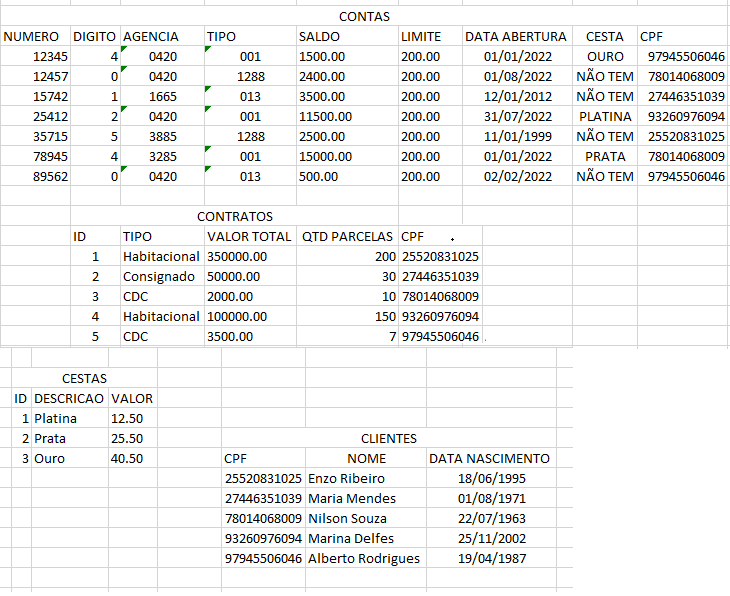 CONTAS
NUMERO DIGITO AGENCIA TIPO SALDO LIMITE DATA ABERTURA CESTA CPF
12345 4 0420 001 1500.00 200.00 01/01/2022 OURO 97945506046
12457 0 0420 1288 2400.00 200.00 01/08/2022 NÃO TEM 78014068009
15742 1 1665 013 3500.00 200.00 12/01/2012 NÃO TEM 27446351039
25412 2 0420 001 11500.00 200.00 31/07/2022 PLATINA 93260976094
35715 5 3885 1288 2500.00 200.00 11/01/1999 NÃO TEM 25520831025
78945 4 3285 001 15000.00 200.00 01/01/2022 PRATA 78014068009
89562 0 0420 013 500.00 200.00 02/02/2022 NÃO TEM 97945506046
CONTRATOS
ID TIPO VALOR TOTAL QTD PARCELAS CPF
1 Habitacional 350000.00 200 25520831025
2 Consignado 50000.00 30 27446351039
3 CDC 2000.00 10 78014068009
4 Habitacional 100000.00 150 93260976094
5 CDC 3500.00 7 97945506046
CESTAS
ID DESCRICAO VALOR
1 Platina 12.50
2 Prata 25.50
3 Ouro 40.50
CLIENTES
CPF NOME DATA NASCIMENTO
25520831025 Enzo Ribeiro 18/06/1995
27446351039 Maria Mendes 01/08/1971
78014068009 Nilson Souza 22/07/1963
93260976094 Marina Delfes 25/11/2002
97945506046 Alberto Rodrigues 19/04/1987